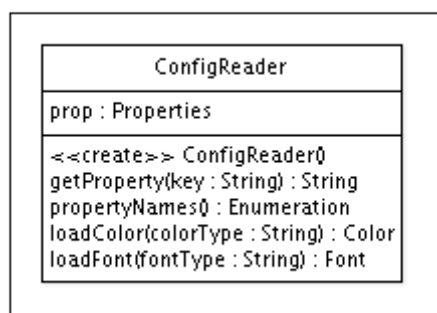 ConfigReader
prop : Properties
<<create>> ConfigReader()
getProperty(key : String) : String
propertyNames() : Enumeration
loadColor(colorType : String) : Color
loadFont(fontType : String) : Font